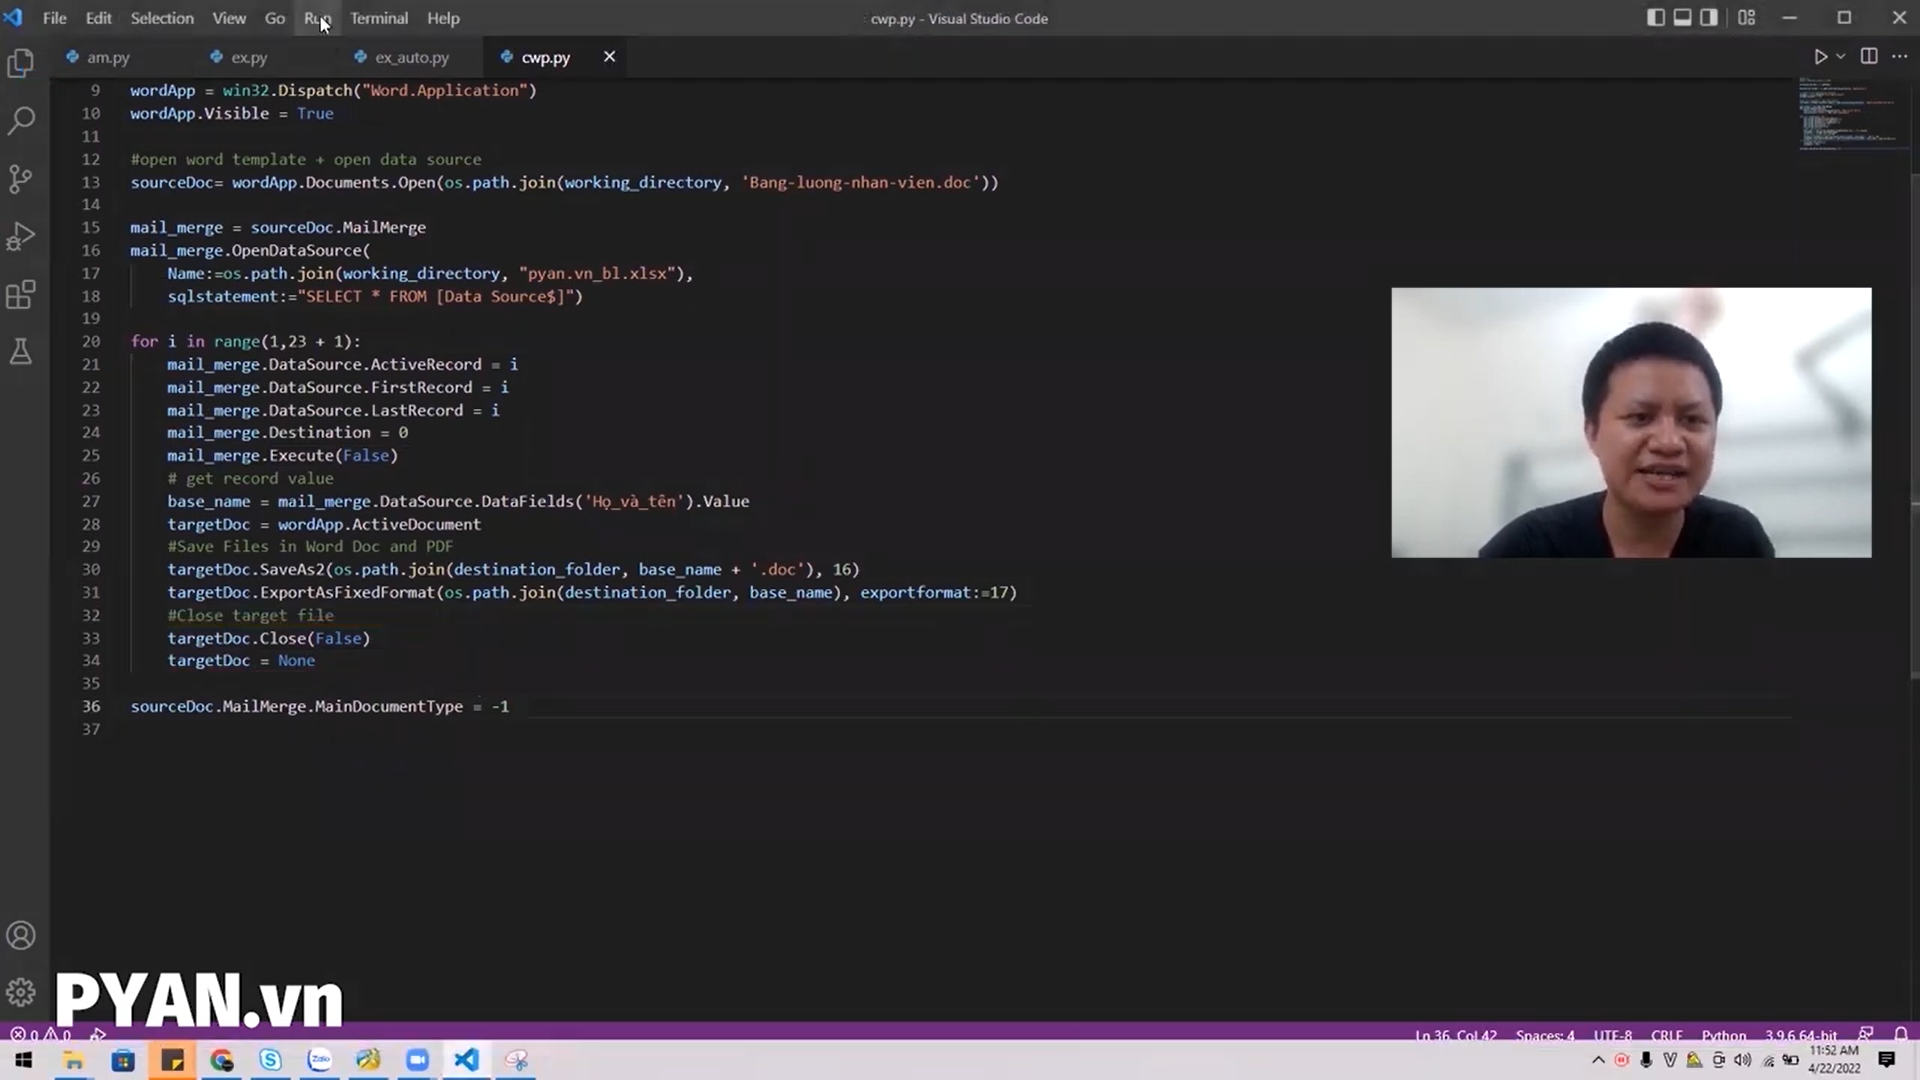 File Edit Selection View Go Run Terminal Help
cwp.py - Visual Studio Code
am.py ex.py ex_auto.py cwp.py
9 wordApp = win32.Dispatch("Word.Application")
10 wordApp.Visible = True
11
12 #open word template + open data source
13 sourceDoc= wordApp.Documents.Open(os.path.join(working_directory, 'Bang-luong-nhan-vien.doc'))
14
15 mail_merge = sourceDoc.MailMerge
16 mail_merge.OpenDataSource(
17 Name:=os.path.join(working_directory, "pyan.vn_bl.xlsx"),
18 sqlstatement:="SELECT * FROM [Data Source$]")
19
20 for i in range(1,23 + 1):
21 mail_merge.DataSource.ActiveRecord = i
22 mail_merge.DataSource.FirstRecord = i
23 mail_merge.DataSource.LastRecord = i
24 mail_merge.Destination = 0
25 mail_merge.Execute(False)
26 # get record value
27 base_name = mail_merge.DataSource.DataFields('Họ_và_tên').Value
28 targetDoc = wordApp.ActiveDocument
29 #Save Files in Word Doc and PDF
30 targetDoc.SaveAs2(os.path.join(destination_folder, base_name + '.doc'), 16)
31 targetDoc.ExportAsFixedFormat(os.path.join(destination_folder, base_name), exportformat:=17)
32 #Close target file
33 targetDoc.Close(False)
34 targetDoc = None
35
36 sourceDoc.MailMerge.MainDocumentType = -1
37
PYAN.vn
0 0 Ln 36, Col 42 Spaces: 4 UTF-8 CRLF Python 3.9.6 64-bit
Zalo
11:52 AM
4/22/2022